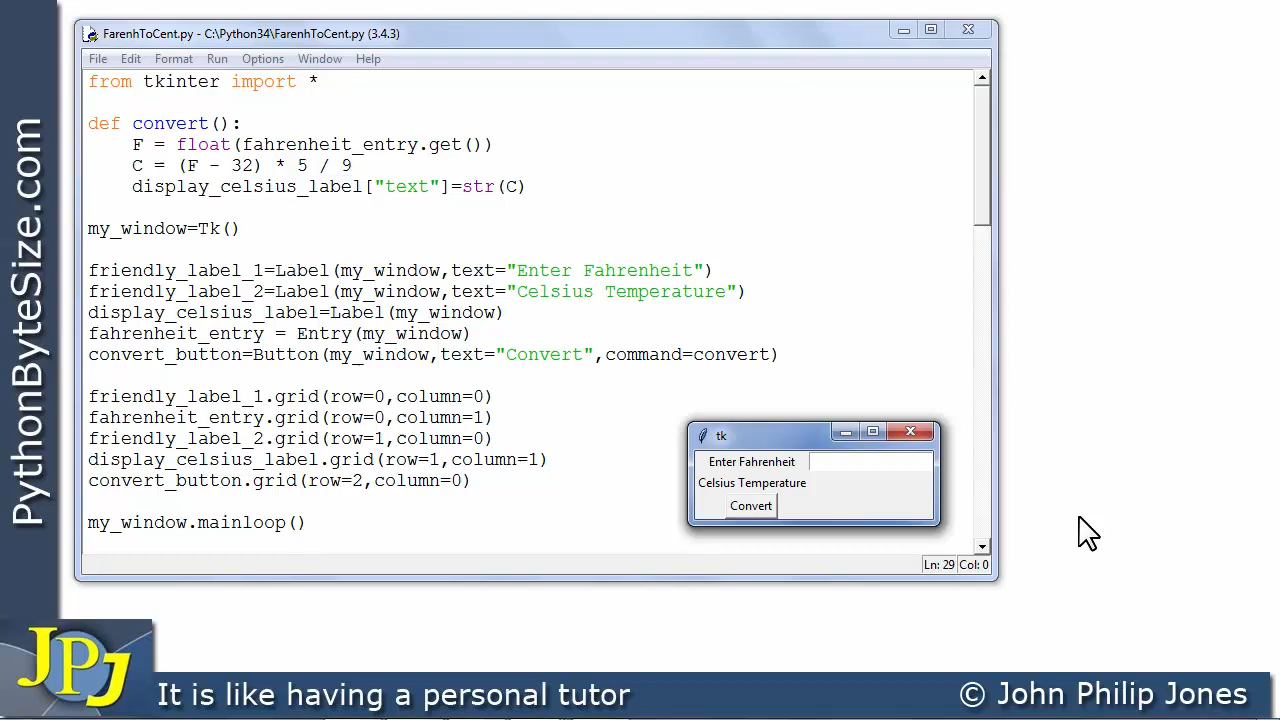 FarenhToCent.py - C:\Python34\FarenhToCent.py (3.4.3)
File Edit Format Run Options Window Help
from tkinter import *
def convert():
    F = float(fahrenheit_entry.get())
    C = (F - 32) * 5 / 9
    display_celsius_label["text"]=str(C)
my_window=Tk()
friendly_label_1=Label(my_window,text="Enter Fahrenheit")
friendly_label_2=Label(my_window,text="Celsius Temperature")
display_celsius_label=Label(my_window)
fahrenheit_entry = Entry(my_window)
convert_button=Button(my_window,text="Convert",command=convert)
friendly_label_1.grid(row=0,column=0)
fahrenheit_entry.grid(row=0,column=1)
friendly_label_2.grid(row=1,column=0)
display_celsius_label.grid(row=1,column=1)
convert_button.grid(row=2,column=0)
my_window.mainloop()
tk
Enter Fahrenheit
Celsius Temperature
Convert
Ln: 29 Col: 0
PythonByteSize.com
JPJ
It is like having a personal tutor
© John Philip Jones